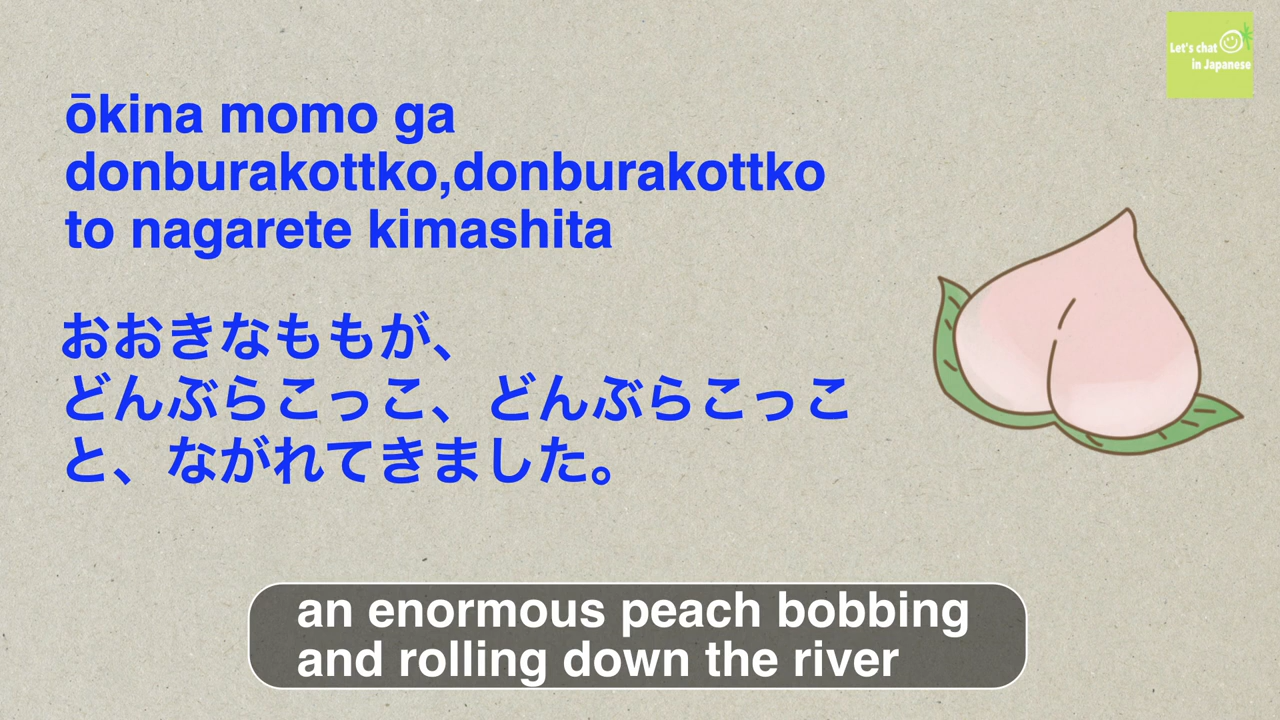 Let's chat
in Japanese
ōkina momo ga
donburakottko,donburakottko
to nagarete kimashita
おおきなももが、
どんぶらこっこ、どんぶらこっこ
と、ながれてきました。
an enormous peach bobbing
and rolling down the river